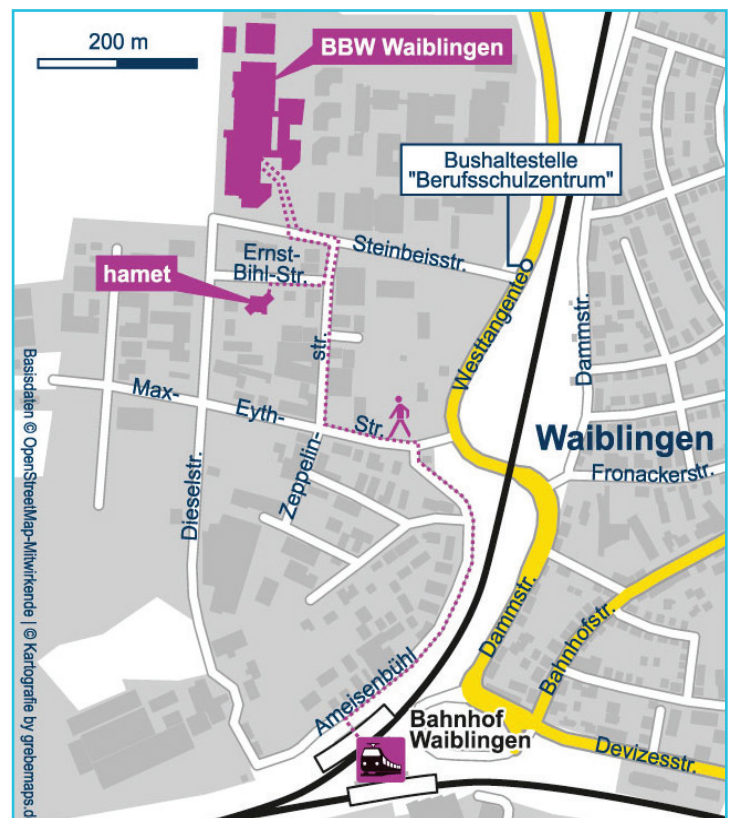 200 m
BBW Waiblingen
Bushaltestelle
"Berufsschulzentrum"
Steinbeisstr.
Ernst-
Bihl-Str.
hamet
Westtangente
Dammstr.
str.
Max-
Eyth-
Str.
Waiblingen
Fronackerstr.
Dieselstr.
Zeppelin-
Dammstr.
Bahnhofstr.
Ameisenbühl
Bahnhof
Waiblingen
Devizesstr.
Basisdaten © OpenStreetMap-Mitwirkende | © Kartografie by grebemaps.d